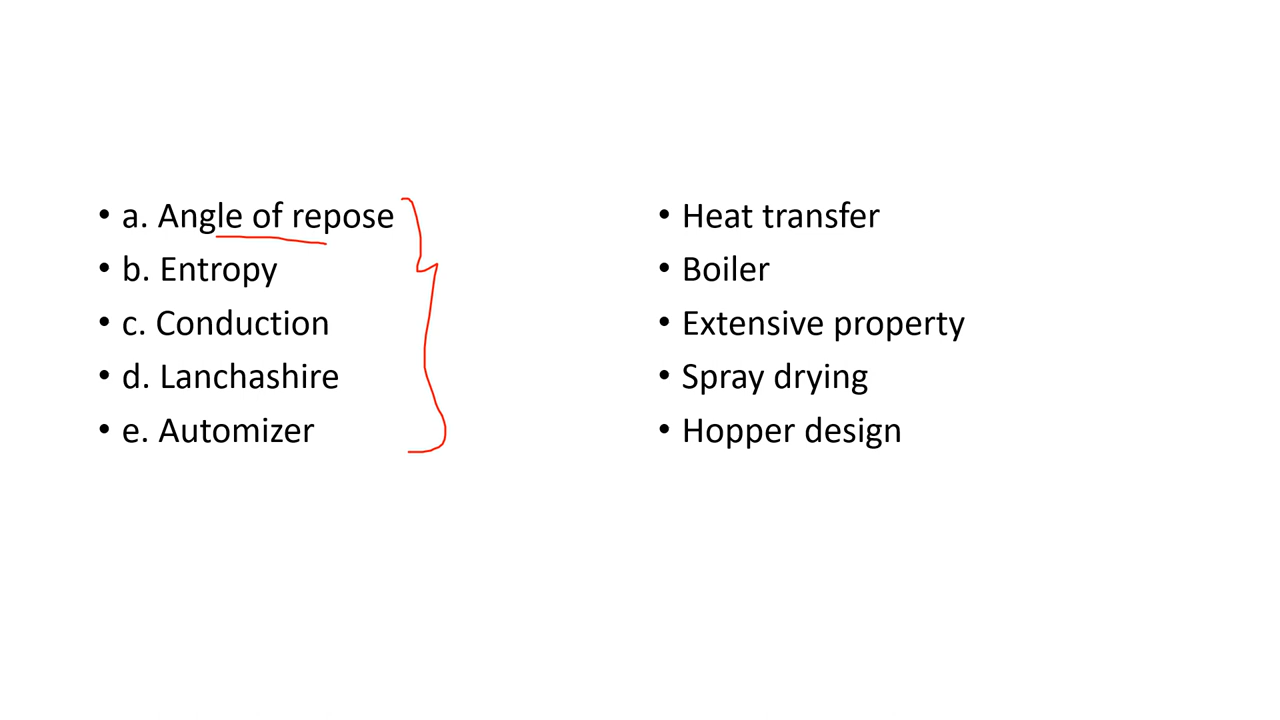 • a. Angle of repose
• b. Entropy
• c. Conduction
• d. Lanchashire
• e. Automizer
• Heat transfer
• Boiler
• Extensive property
• Spray drying
• Hopper design